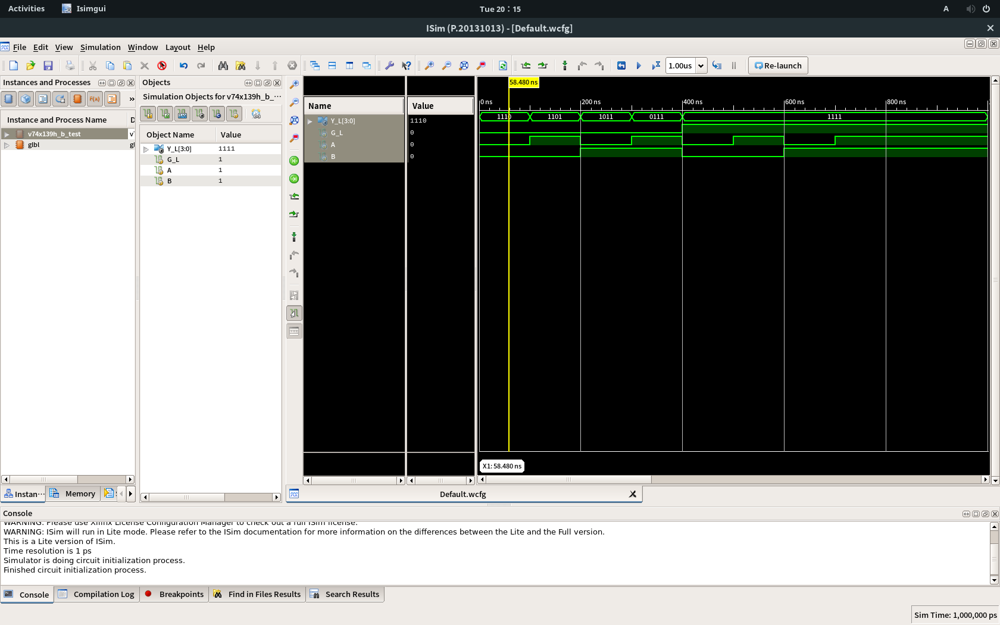 Activities
Isimgui
Tue 20:15
A
ISim (P.20131013) - [Default.wcfg]
File Edit View Simulation Window Layout Help
1.00us
Re-launch
Instances and Processes
F(x)
»
Instance and Process Name
v74x139h_b_test
glbl
Instan···
Memory
Objects
Simulation Objects for v74x139h_b_···
Object Name Value
Y_L[3:0] 1111
G_L 1
A 1
B 1
Name Value
Y_L[3:0] 1110
G_L 0
A 0
B 0
58.480 ns
0 ns 200 ns 400 ns 600 ns 800 ns
1110 1101 1011 0111 1111
X1: 58.480 ns
Default.wcfg
Console
WARNING: Please use Xilinx License Configuration Manager to check out a full ISim license.
WARNING: ISim will run in Lite mode. Please refer to the ISim documentation for more information on the differences between the Lite and the Full version.
This is a Lite version of ISim.
Time resolution is 1 ps
Simulator is doing circuit initialization process.
Finished circuit initialization process.
Console Compilation Log Breakpoints Find in Files Results Search Results
Sim Time: 1,000,000 ps